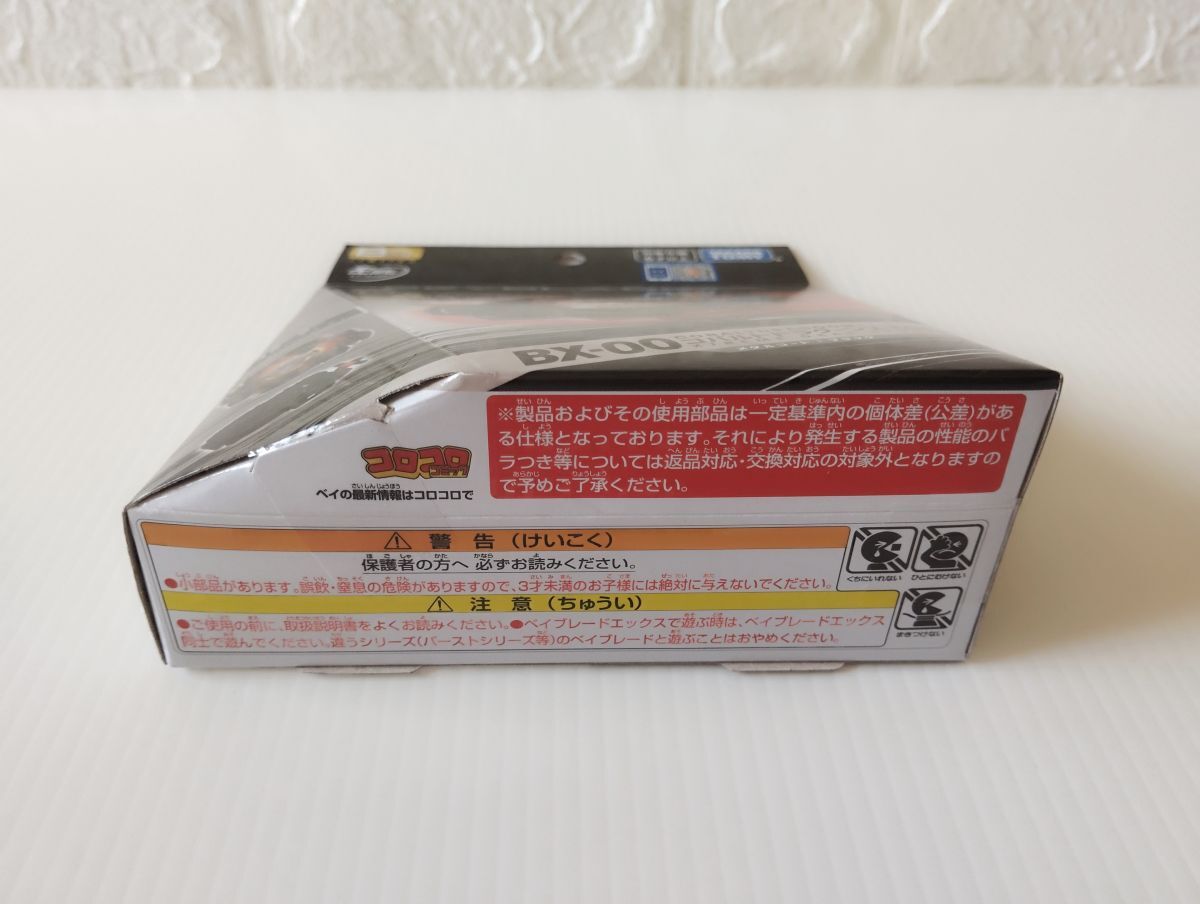 BX-00
※製品およびその使用部品は一定基準内の個体差(公差)があ
る仕様となっております。それにより発生する製品の性能のバ
ラつき等については返品対応・交換対応の対象外となりますの
で予めご了承ください。
コロコロ
コミック
ベイの最新情報はコロコロで
警告（けいこく）
保護者の方へ 必ずお読みください。
●小部品があります。誤飲・窒息の危険がありますので、3才未満のお子様には絶対に与えないでください。
注意（ちゅうい）
●ご使用の前に、取扱説明書をよくお読みください。●ベイブレードエックスで遊ぶ時は、ベイブレードエックス
同士で遊んでください。違うシリーズ(バーストシリーズ等)のベイブレードと遊ぶことはおやめください。
くちにいれない
ひとにむけない
まきつけない